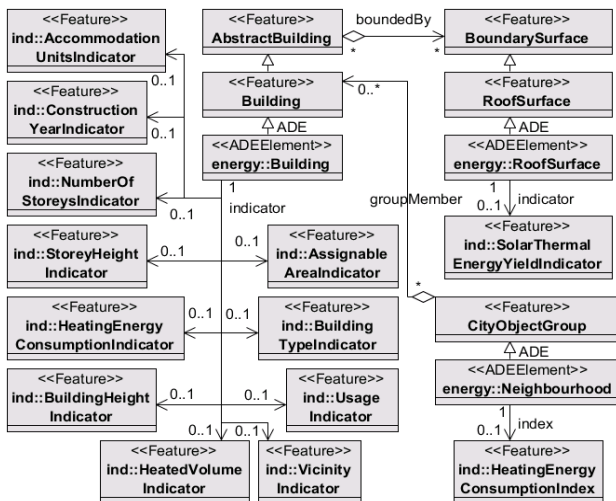 <<Feature>>
ind::Accommodation
UnitsIndicator
0..1
<<Feature>>
ind::Construction
YearIndicator
0..1
<<Feature>>
ind::NumberOf
StoreysIndicator
0..1
<<Feature>>
AbstractBuilding
boundedBy
*
*
<<Feature>>
BoundarySurface
<<Feature>>
Building
0..*
<<Feature>>
RoofSurface
ADE
ADE
<<ADEElement>>
energy::Building
<<ADEElement>>
energy::RoofSurface
1
indicator
groupMember
1
indicator
0..1
<<Feature>>
ind::SolarThermal
EnergyYieldIndicator
<<Feature>>
ind::StoreyHeight
Indicator
0..1
0..1
<<Feature>>
ind::Assignable
AreaIndicator
<<Feature>>
ind::HeatingEnergy
ConsumptionIndicator
0..1
0..1
<<Feature>>
ind::Building
TypeIndicator
*
<<Feature>>
CityObjectGroup
ADE
<<ADEElement>>
energy::Neighbourhood
<<Feature>>
ind::BuildingHeight
Indicator
0..1
0..1
<<Feature>>
ind::Usage
Indicator
1
index
0..1
0..1
0..1
<<Feature>>
ind::HeatedVolume
Indicator
<<Feature>>
ind::Vicinity
Indicator
<<Feature>>
ind::HeatingEnergy
ConsumptionIndex